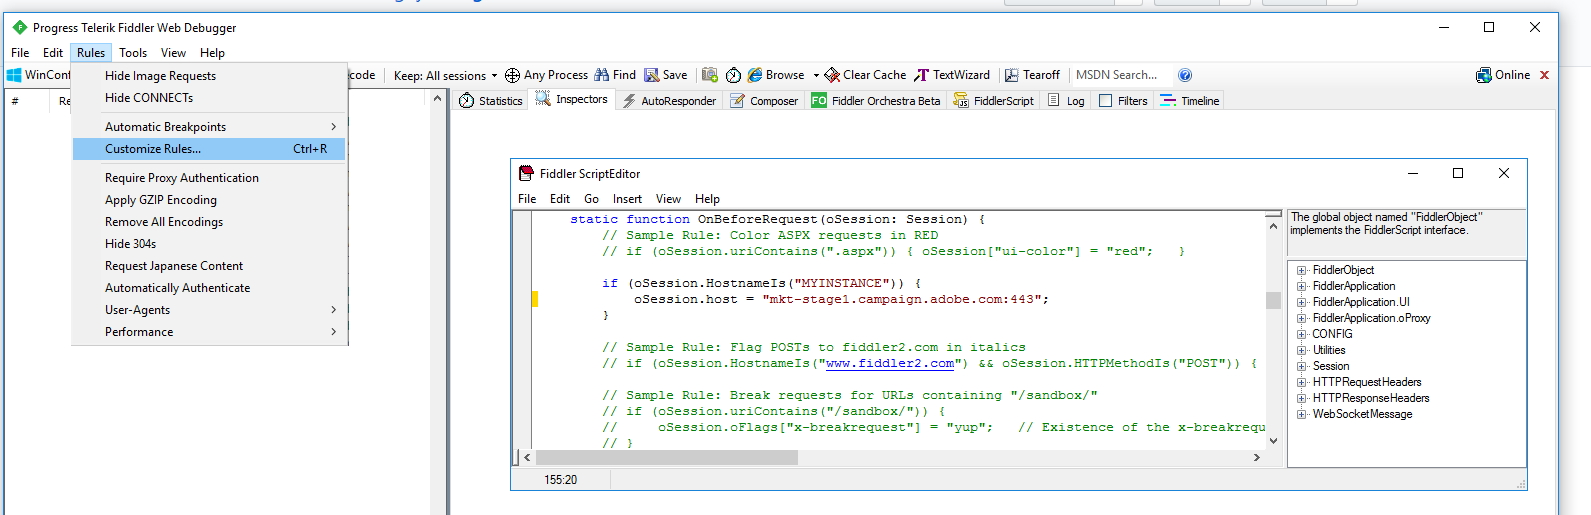 Progress Telerik Fiddler Web Debugger
File Edit Rules Tools View Help
WinConf
code Keep: All sessions Any Process Find Save Browse Clear Cache TextWizard Tearoff MSDN Search... Online
# Re
Hide Image Requests
Hide CONNECTs
Automatic Breakpoints
Customize Rules... Ctrl+R
Require Proxy Authentication
Apply GZIP Encoding
Remove All Encodings
Hide 304s
Request Japanese Content
Automatically Authenticate
User-Agents
Performance
Statistics Inspectors AutoResponder Composer FO Fiddler Orchestra Beta JS FiddlerScript Log Filters Timeline
Fiddler ScriptEditor
File Edit Go Insert View Help
static function OnBeforeRequest(oSession: Session) {
// Sample Rule: Color ASPX requests in RED
// if (oSession.uriContains(".aspx")) { oSession["ui-color"] = "red"; }
if (oSession.HostnameIs("MYINSTANCE")) {
oSession.host = "mkt-stage1.campaign.adobe.com:443";
}
// Sample Rule: Flag POSTs to fiddler2.com in italics
// if (oSession.HostnameIs("www.fiddler2.com") && oSession.HTTPMethodIs("POST")) {
// Sample Rule: Break requests for URLs containing "/sandbox/"
// if (oSession.uriContains("/sandbox/")) {
// oSession.oFlags["x-breakrequest"] = "yup"; // Existence of the x-breakrequ
// }
155:20
The global object named "FiddlerObject"
implements the FiddlerScript interface.
FiddlerObject
FiddlerApplication
FiddlerApplication.UI
FiddlerApplication.oProxy
CONFIG
Utilities
Session
HTTPRequestHeaders
HTTPResponseHeaders
WebSocketMessage